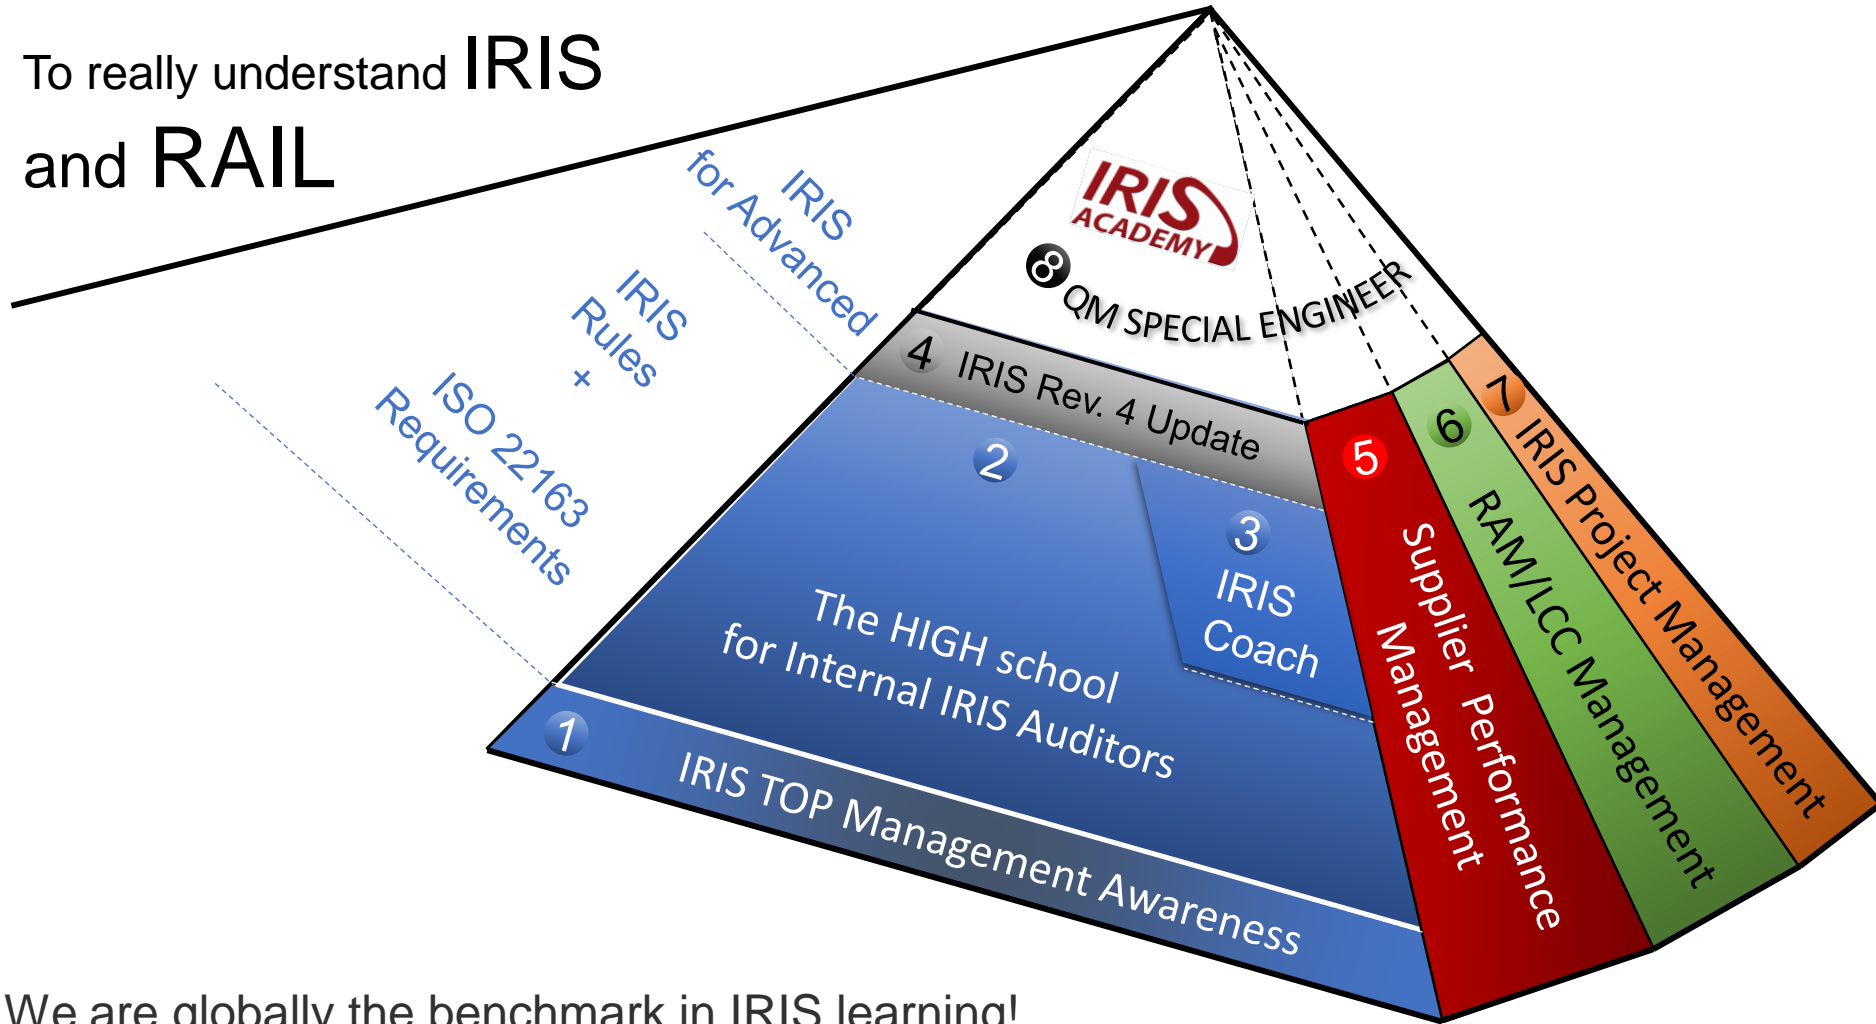 To really understand IRIS
and RAIL
IRIS
for Advanced
IRIS
Rules
+
ISO 22163
Requirements
IRIS
ACADEMY
8 QM SPECIAL ENGINEER
4 IRIS Rev. 4 Update
2
The HIGH school
for Internal IRIS Auditors
3
IRIS
Coach
1
IRIS TOP Management Awareness
5
Supplier Performance
Management
6
RAM/LCC Management
7
IRIS Project Management
We are globally the benchmark in IRIS learning!